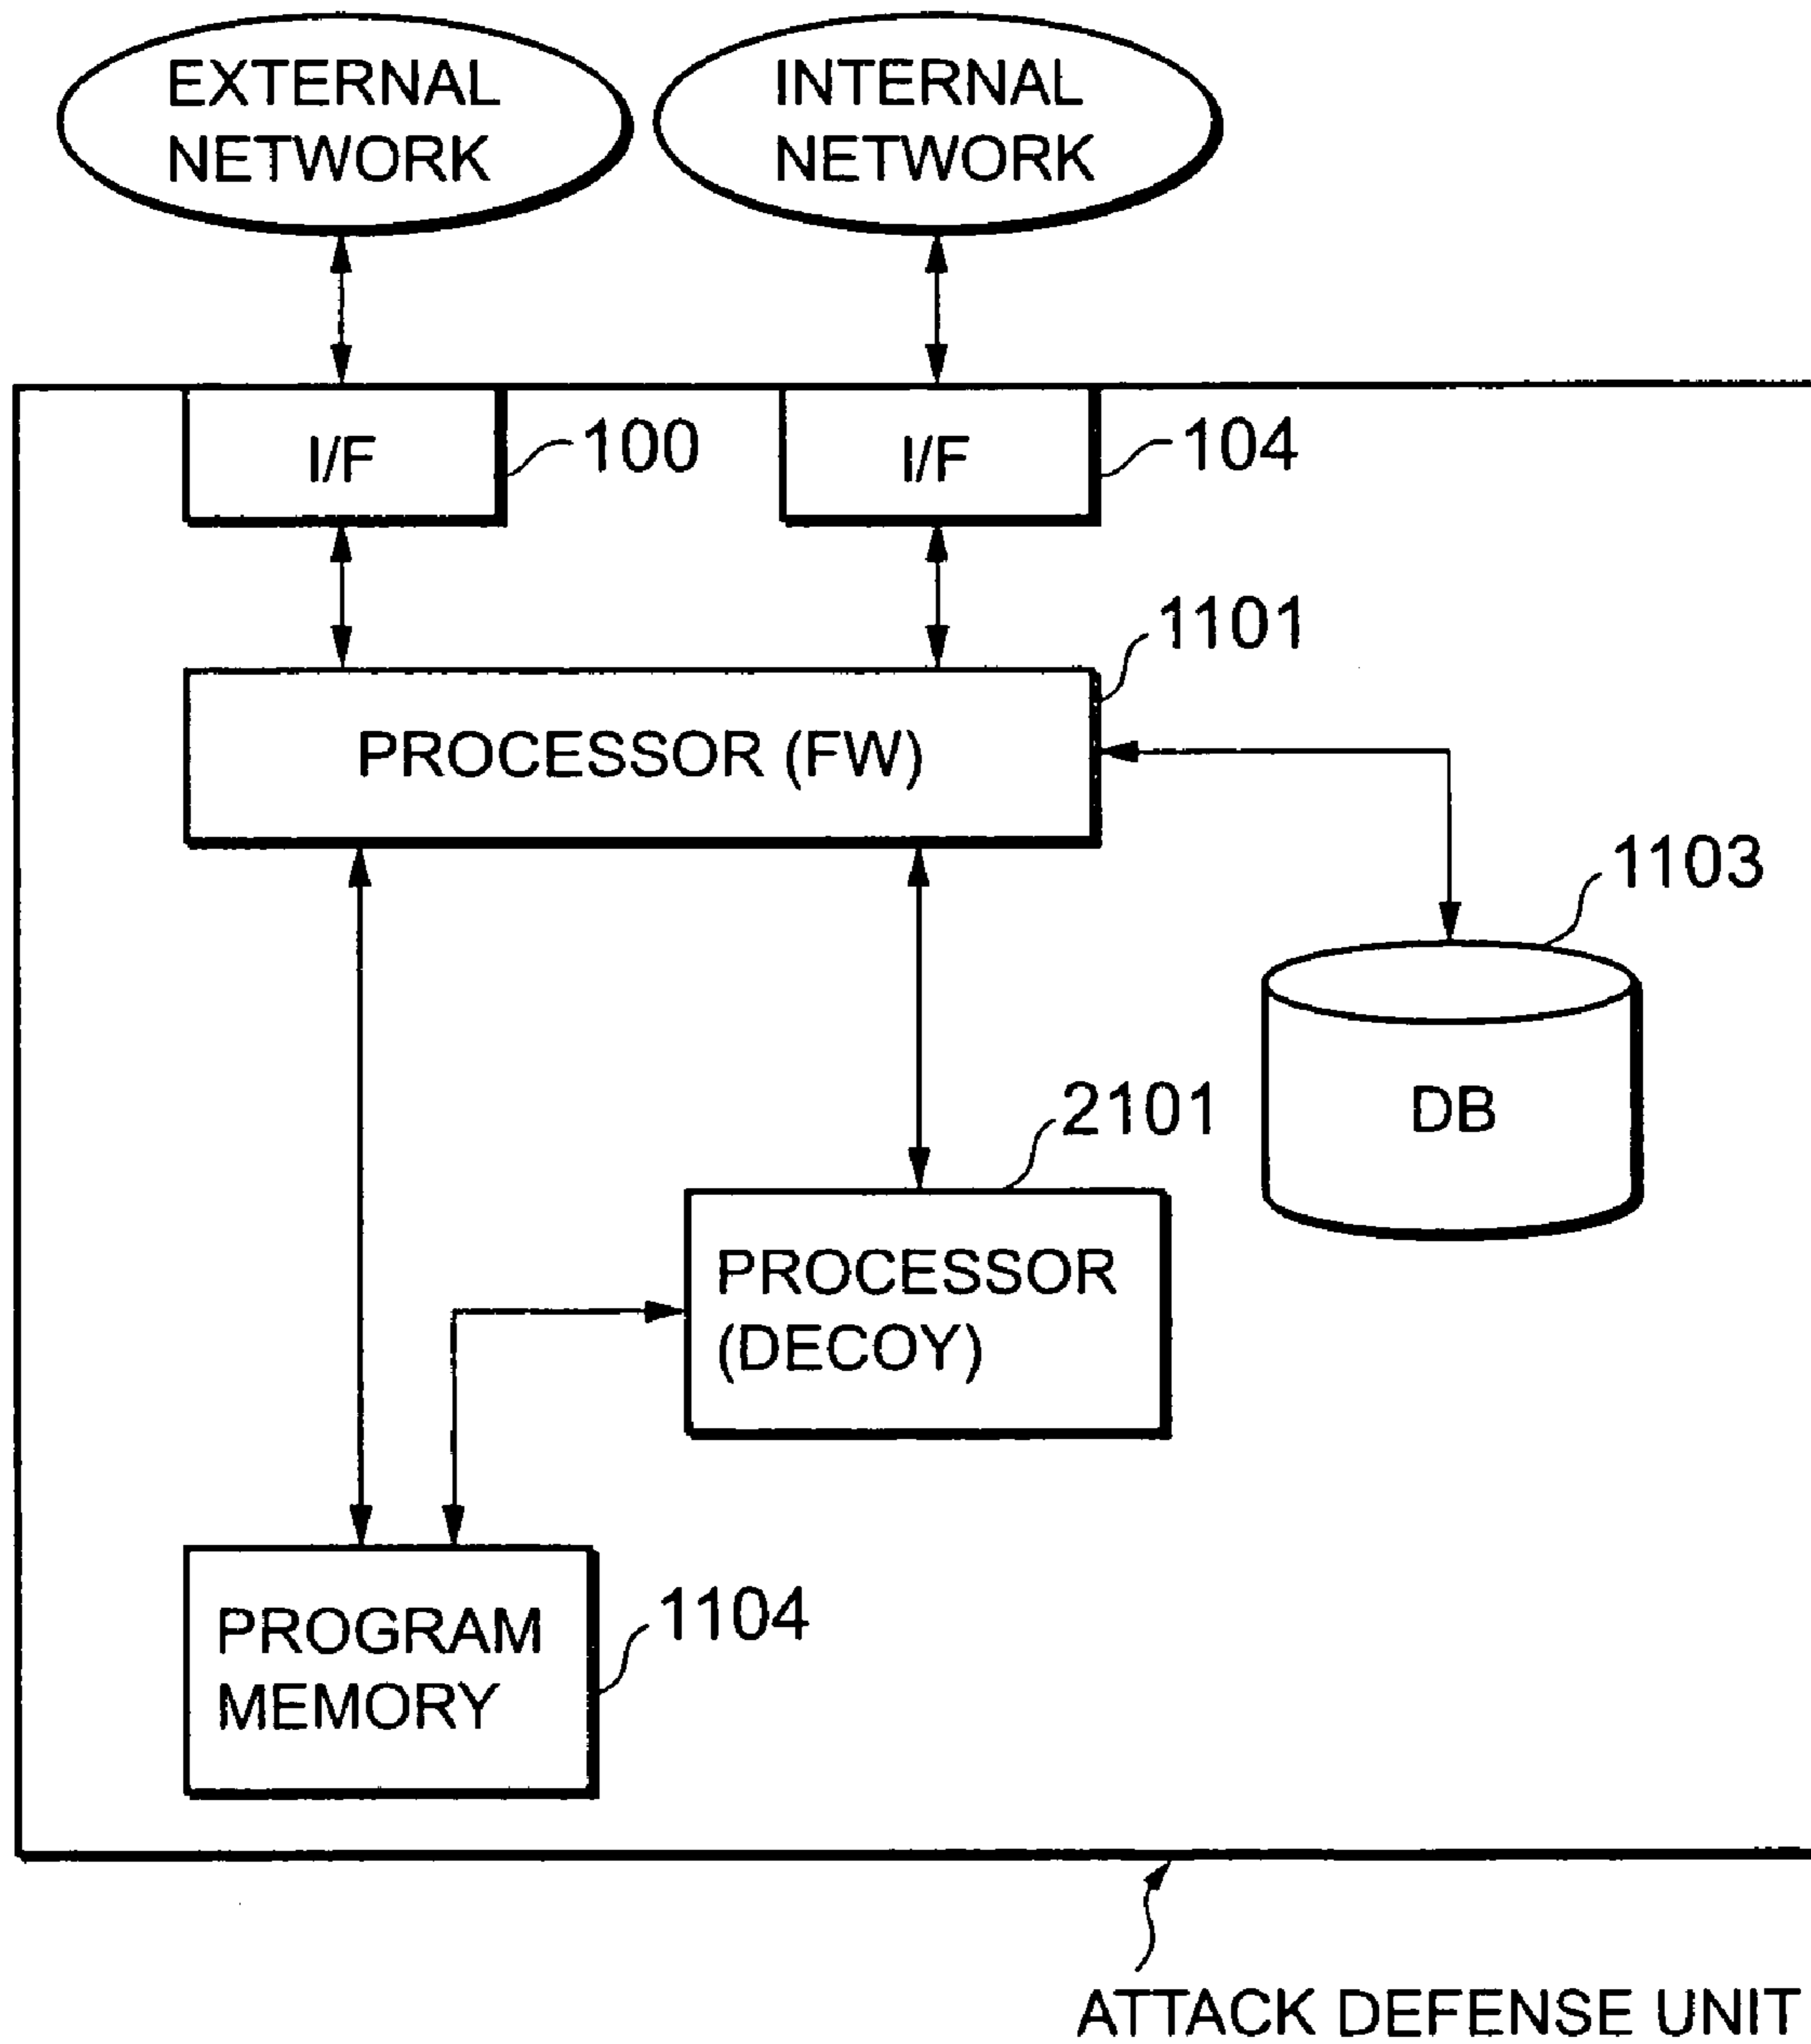 EXTERNAL
NETWORK
INTERNAL
NETWORK
I/F
100
I/F
104
1101
PROCESSOR (FW)
1103
DB
2101
PROCESSOR
(DECOY)
PROGRAM
MEMORY
1104
ATTACK DEFENSE UNIT